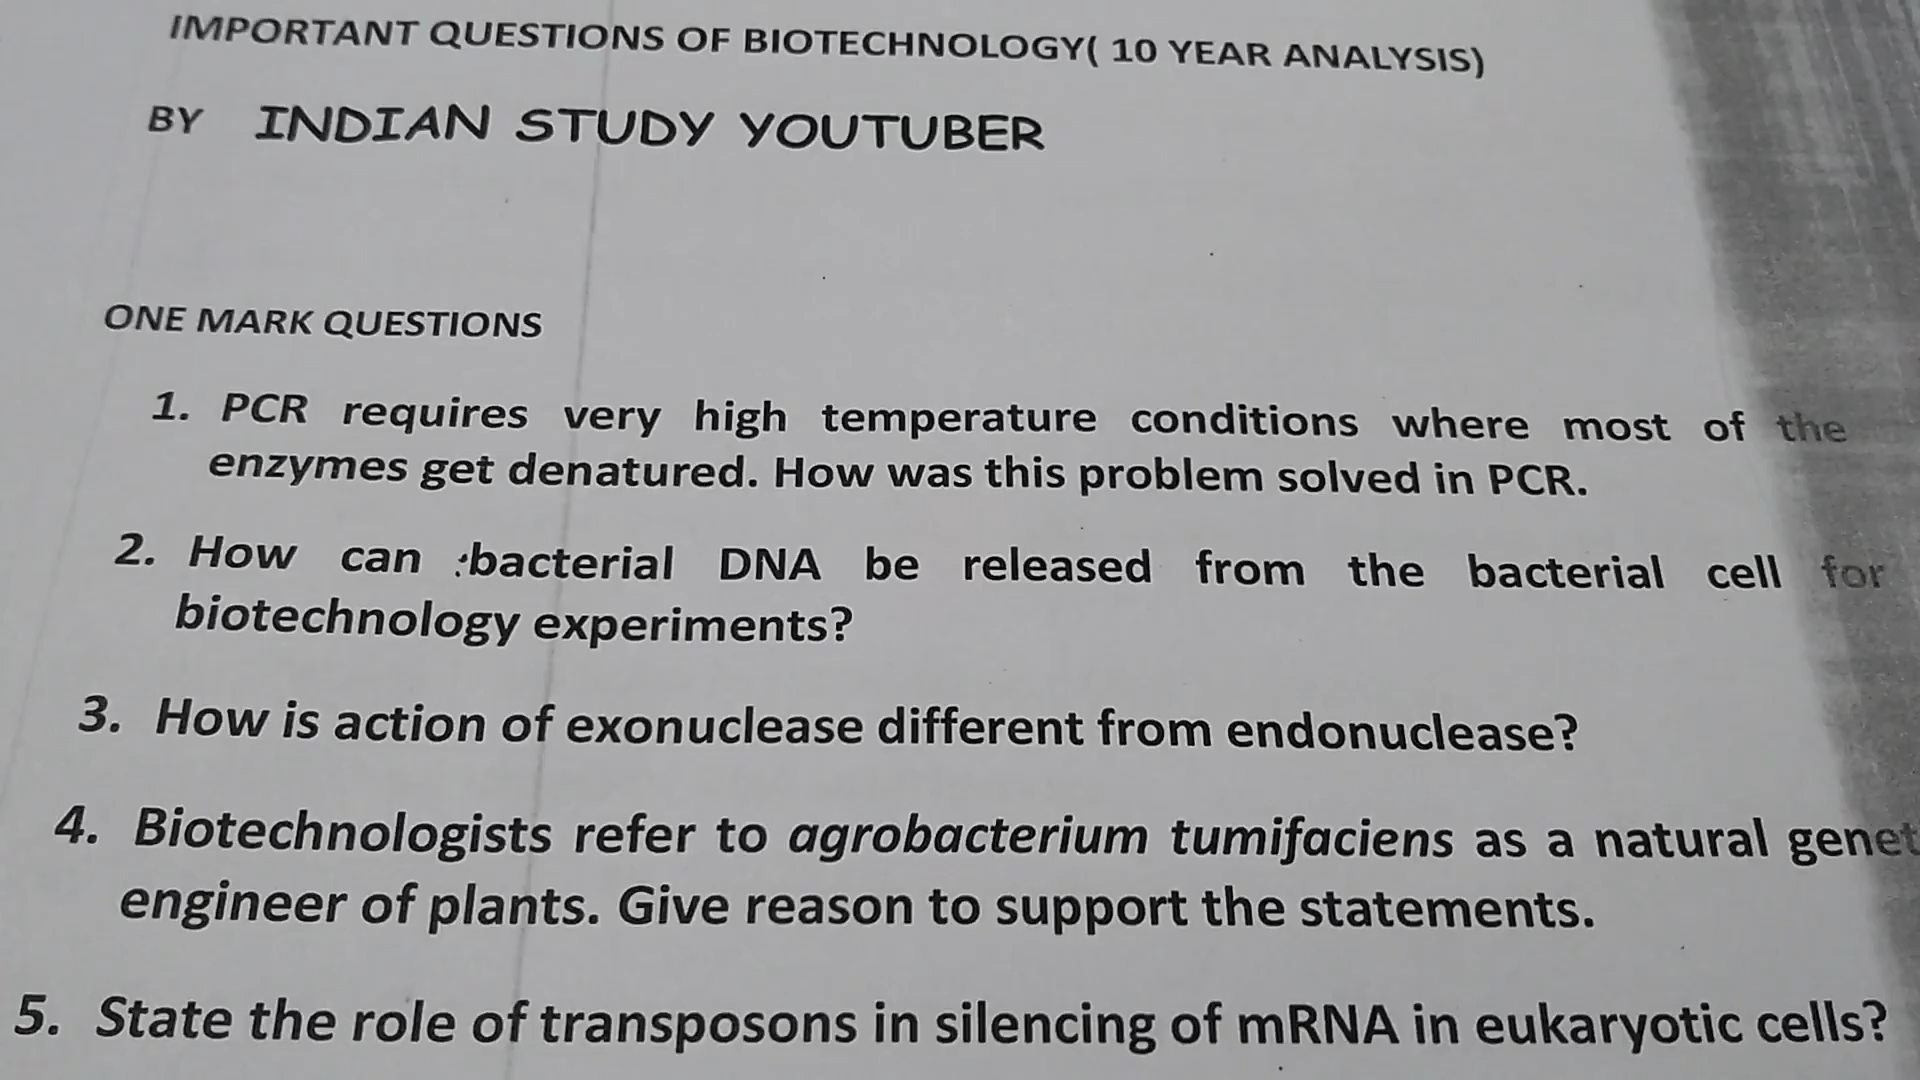 IMPORTANT QUESTIONS OF BIOTECHNOLOGY( 10 YEAR ANALYSIS)
BY INDIAN STUDY YOUTUBER
ONE MARK QUESTIONS
1. PCR requires very high temperature conditions where most of the
enzymes get denatured. How was this problem solved in PCR.
2. How can bacterial DNA be released from the bacterial cell for
biotechnology experiments?
3. How is action of exonuclease different from endonuclease?
4. Biotechnologists refer to agrobacterium tumifaciens as a natural genet
engineer of plants. Give reason to support the statements.
5. State the role of transposons in silencing of mRNA in eukaryotic cells?